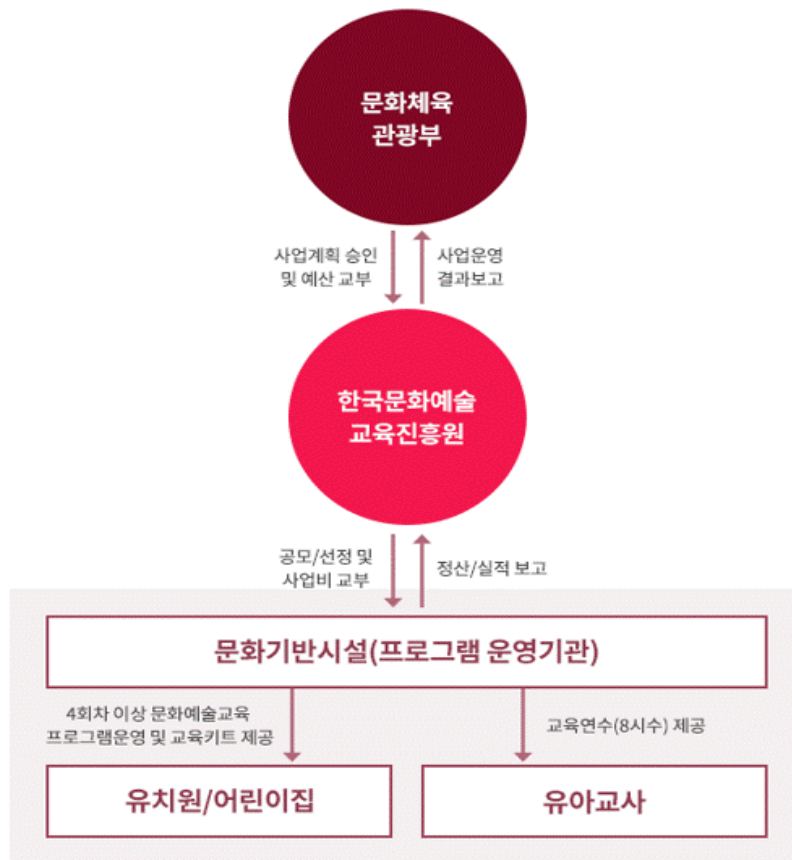 문화체육
관광부
사업계획 승인
및 예산 교부
사업운영
결과보고
한국문화예술
교육진흥원
공모/선정 및
사업비 교부
정산/실적 보고
문화기반시설(프로그램 운영기관)
4회차 이상 문화예술교육
프로그램운영 및 교육키트 제공
교육연수(8시수) 제공
유치원/어린이집
유아교사